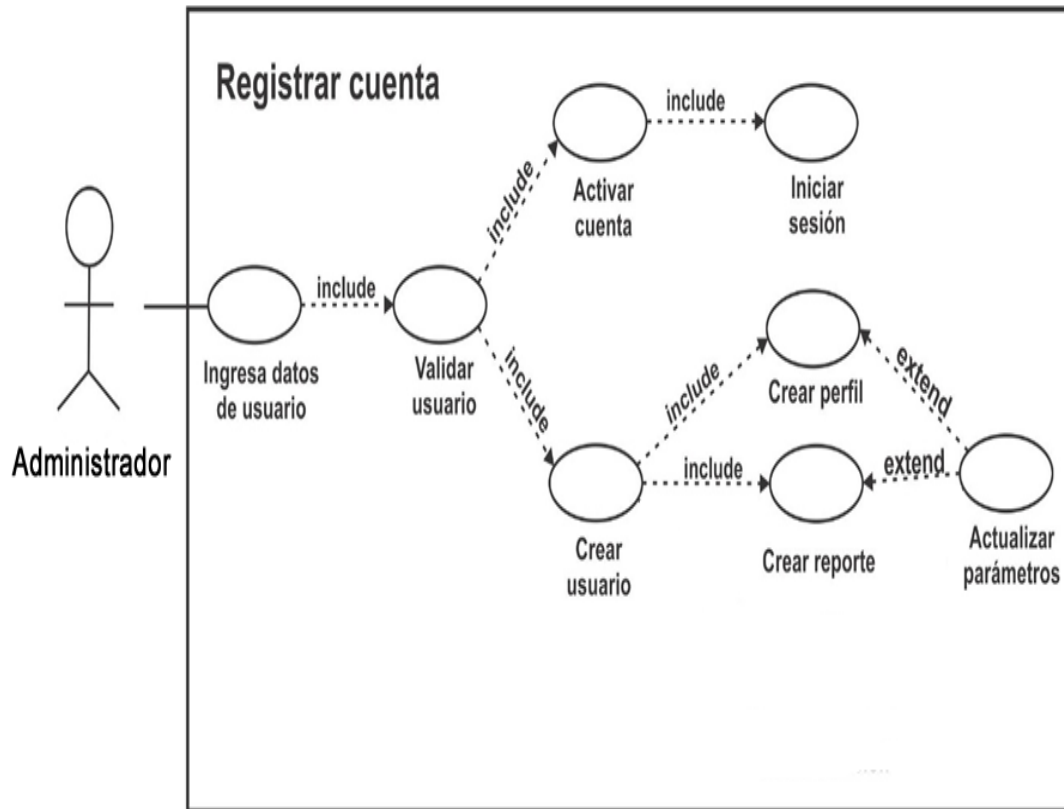 Registrar cuenta
include
Activar
cuenta
Iniciar
sesión
include
include
Ingresa datos
de usuario
Validar
usuario
Administrador
include
include
Crear perfil
extend
include
extend
Crear
usuario
Crear reporte
Actualizar
parámetros